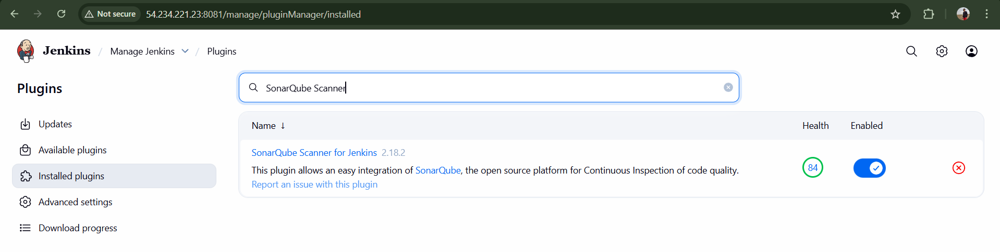 Not secure 54.234.221.23:8081/manage/pluginManager/installed
Jenkins / Manage Jenkins / Plugins
Plugins
SonarQube Scanner
Updates
Available plugins
Installed plugins
Advanced settings
Download progress
Name ↓ Health Enabled
SonarQube Scanner for Jenkins 2.18.2
This plugin allows an easy integration of SonarQube, the open source platform for Continuous Inspection of code quality.
Report an issue with this plugin
84